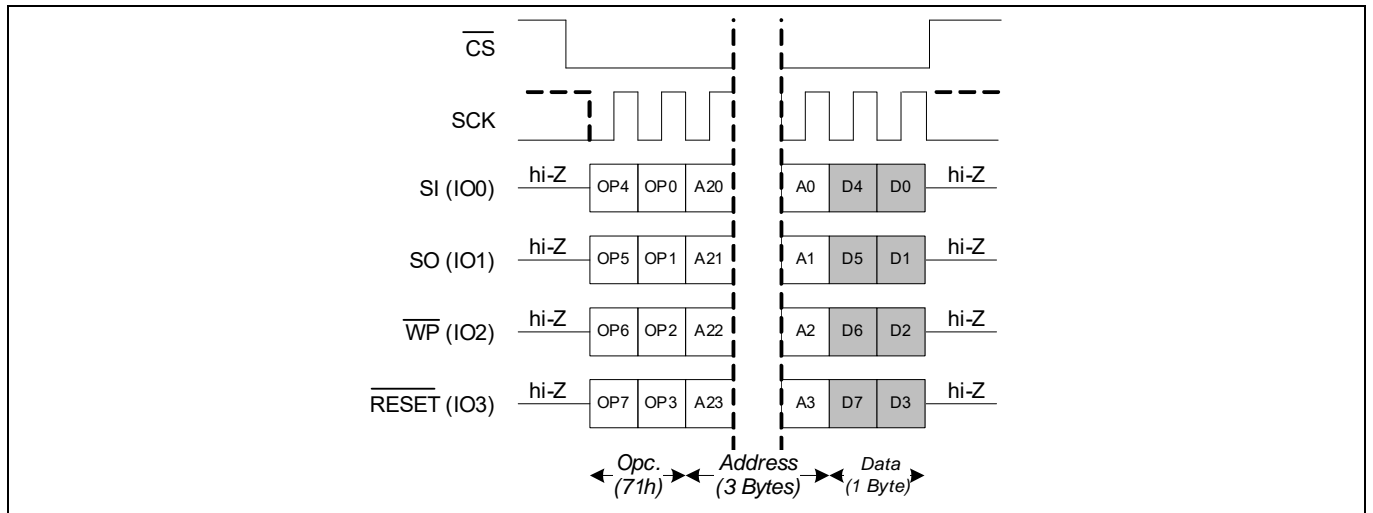 CS
SCK
SI (IO0) hi-Z OP4 OP0 A20 A0 D4 D0 hi-Z
SO (IO1) hi-Z OP5 OP1 A21 A1 D5 D1 hi-Z
WP (IO2) hi-Z OP6 OP2 A22 A2 D6 D2 hi-Z
RESET (IO3) hi-Z OP7 OP3 A23 A3 D7 D3 hi-Z
Opc. Address Data
(71h) (3 Bytes) (1 Byte)